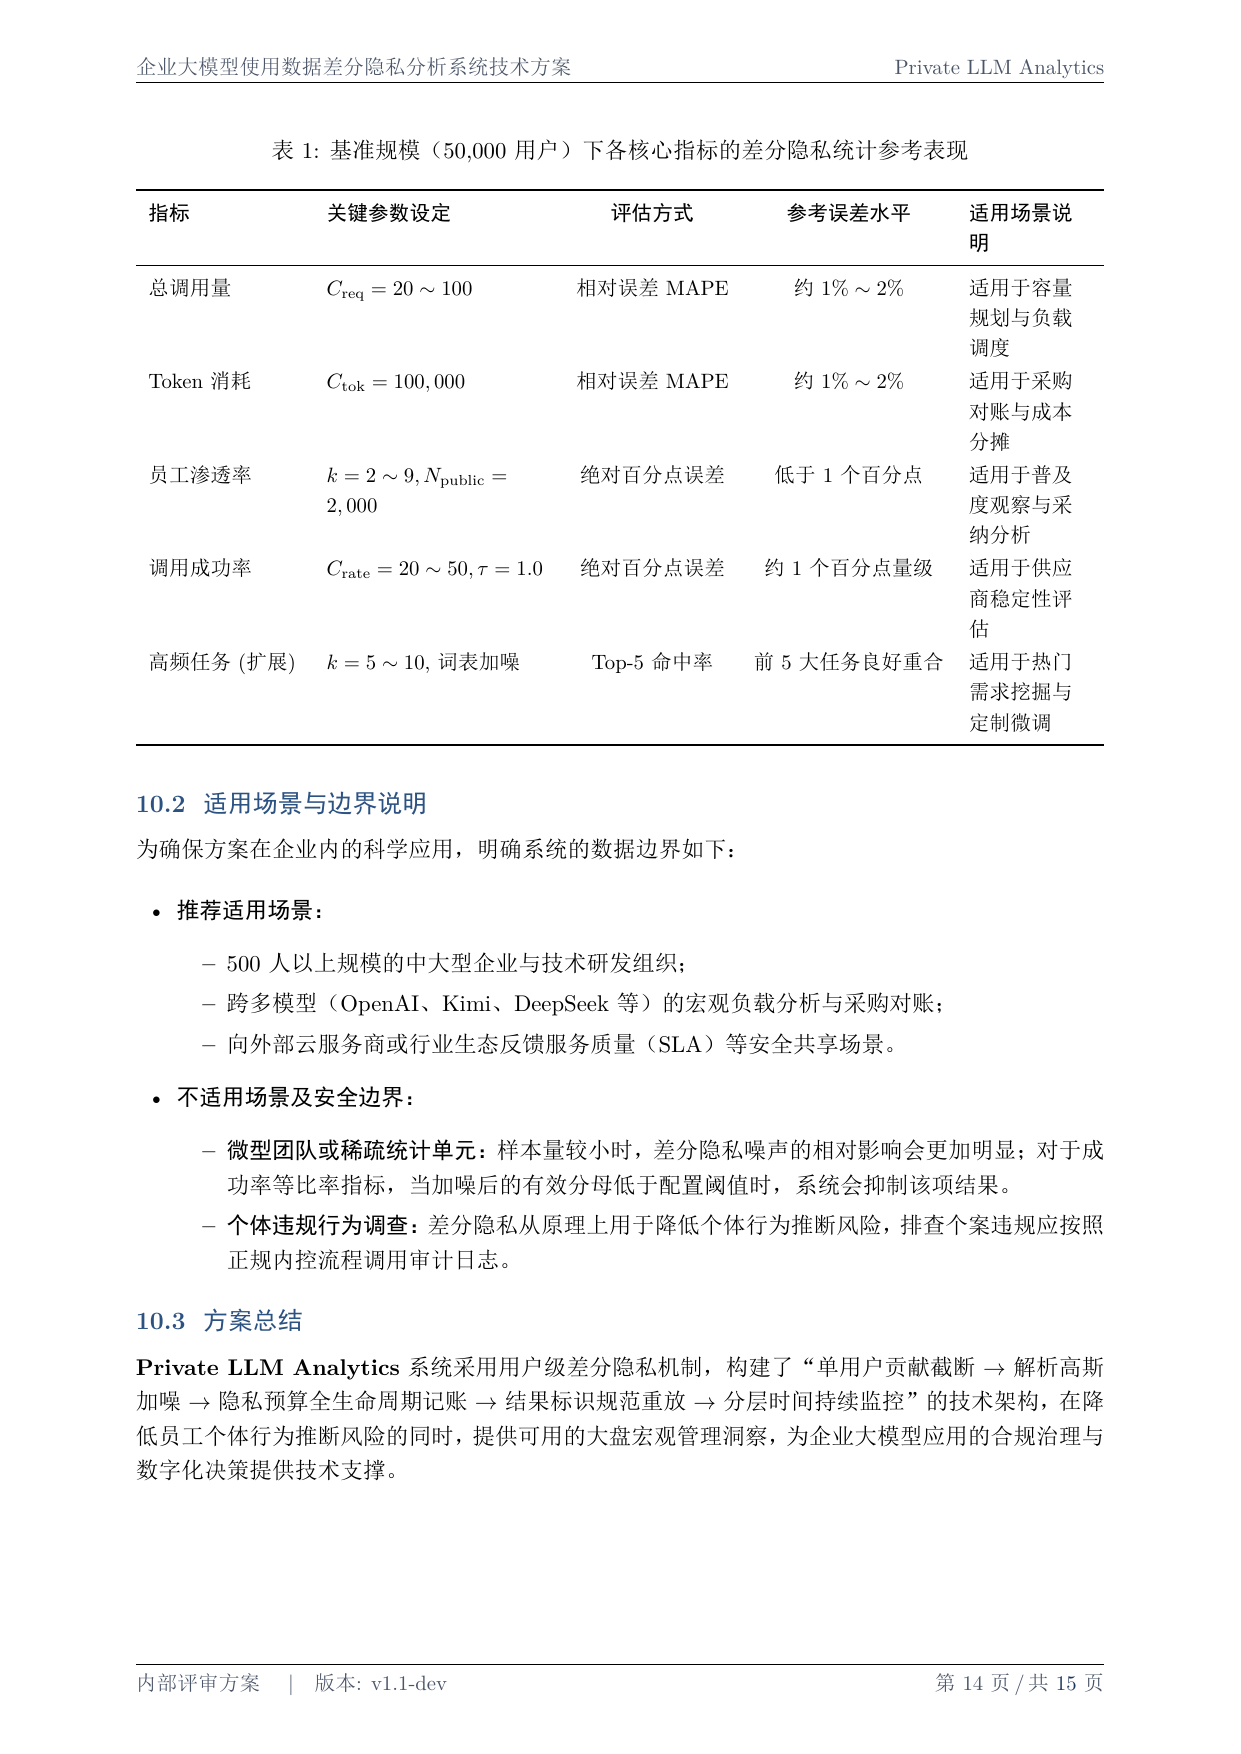 企业大模型使用数据差分隐私分析系统技术方案 Private LLM Analytics
表 1: 基准规模（50,000 用户）下各核心指标的差分隐私统计参考表现
指标 关键参数设定 评估方式 参考误差水平 适用场景说
明
总调用量 C_req = 20 ∼ 100 相对误差 MAPE 约 1% ∼ 2% 适用于容量
规划与负载
调度
Token 消耗 C_tok = 100,000 相对误差 MAPE 约 1% ∼ 2% 适用于采购
对账与成本
分摊
员工渗透率 k = 2 ∼ 9, N_public = 绝对百分点误差 低于 1 个百分点 适用于普及
2,000 度观察与采
纳分析
调用成功率 C_rate = 20 ∼ 50, τ = 1.0 绝对百分点误差 约 1 个百分点量级 适用于供应
商稳定性评
估
高频任务 (扩展) k = 5 ∼ 10, 词表加噪 Top-5 命中率 前 5 大任务良好重合 适用于热门
需求挖掘与
定制微调
10.2 适用场景与边界说明
为确保方案在企业内的科学应用，明确系统的数据边界如下：
• 推荐适用场景：
– 500 人以上规模的中大型企业与技术研发组织；
– 跨多模型（OpenAI、Kimi、DeepSeek 等）的宏观负载分析与采购对账；
– 向外部云服务商或行业生态反馈服务质量（SLA）等安全共享场景。
• 不适用场景及安全边界：
– 微型团队或稀疏统计单元：样本量较小时，差分隐私噪声的相对影响会更加明显；对于成
功率等比率指标，当加噪后的有效分母低于配置阈值时，系统会抑制该项结果。
– 个体违规行为调查：差分隐私从原理上用于降低个体行为推断风险，排查个案违规应按照
正规内控流程调用审计日志。
10.3 方案总结
Private LLM Analytics 系统采用用户级差分隐私机制，构建了“单用户贡献截断 → 解析高斯
加噪 → 隐私预算全生命周期记账 → 结果标识规范重放 → 分层时间持续监控”的技术架构，在降
低员工个体行为推断风险的同时，提供可用的大盘宏观管理洞察，为企业大模型应用的合规治理与
数字化决策提供技术支撑。
内部评审方案 | 版本: v1.1-dev 第 14 页 / 共 15 页